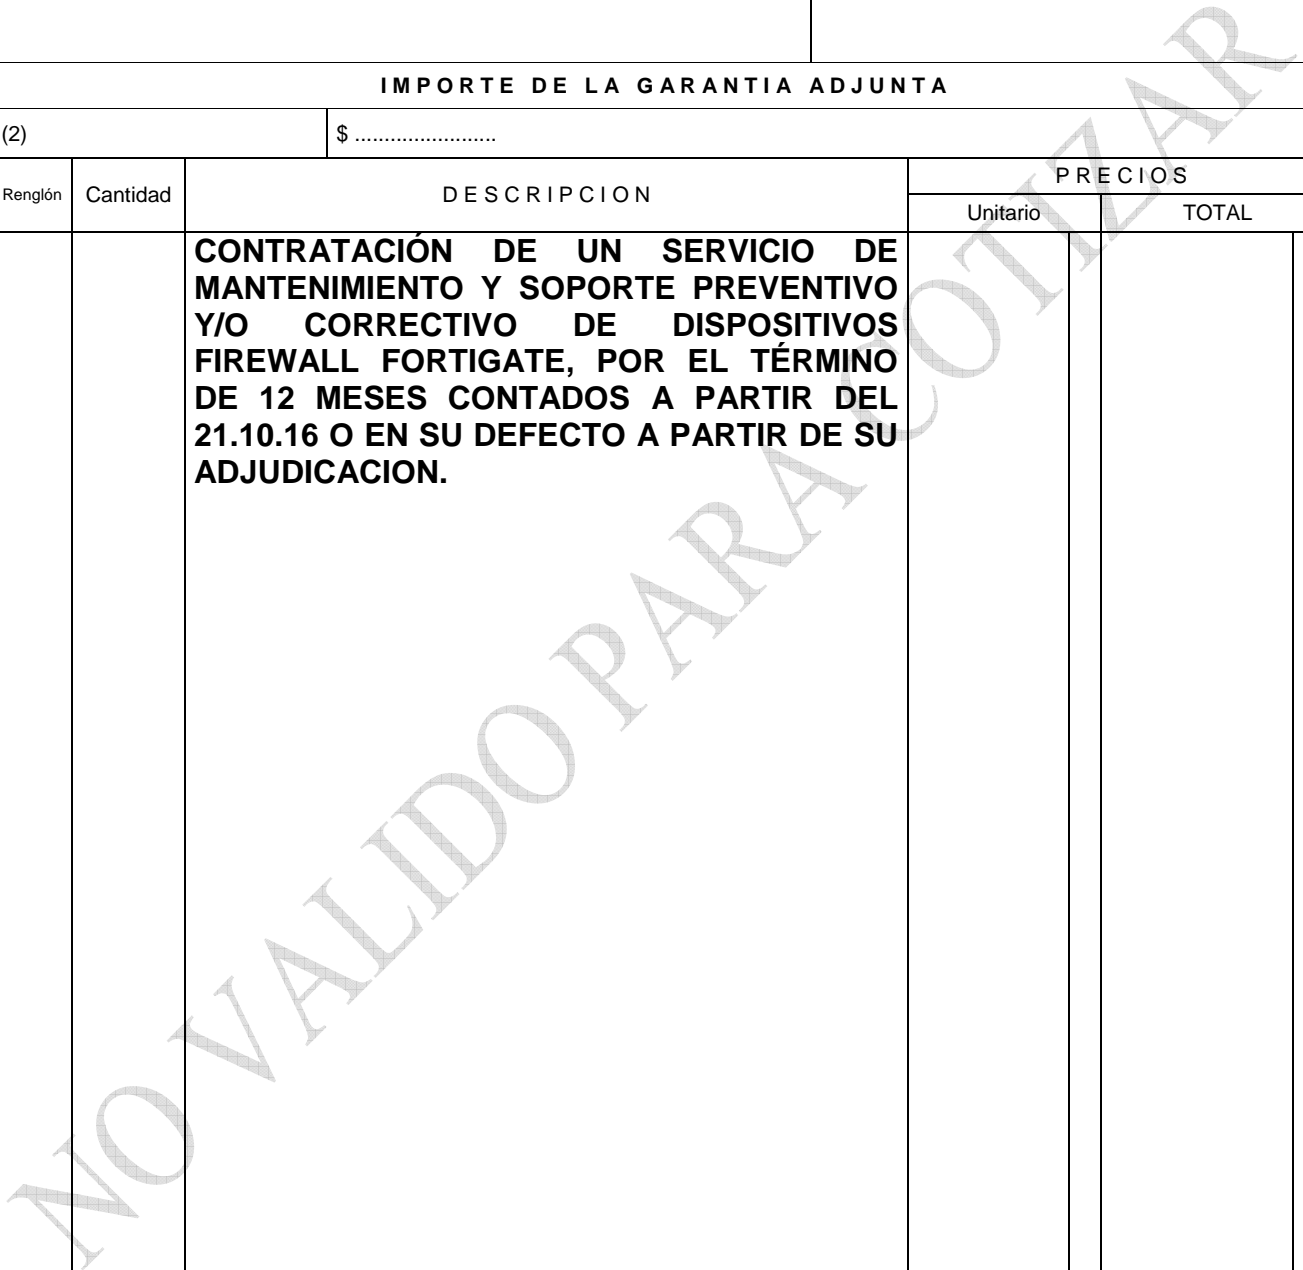 IMPORTE DE LA GARANTIA ADJUNTA
(2) $ ........................
PRECIOS
Renglón Cantidad DESCRIPCION
Unitario TOTAL
CONTRATACIÓN DE UN SERVICIO DE
MANTENIMIENTO Y SOPORTE PREVENTIVO
Y/O CORRECTIVO DE DISPOSITIVOS
FIREWALL FORTIGATE, POR EL TÉRMINO
DE 12 MESES CONTADOS A PARTIR DEL
21.10.16 O EN SU DEFECTO A PARTIR DE SU
ADJUDICACION.
NO VALIDO PARA COTIZAR